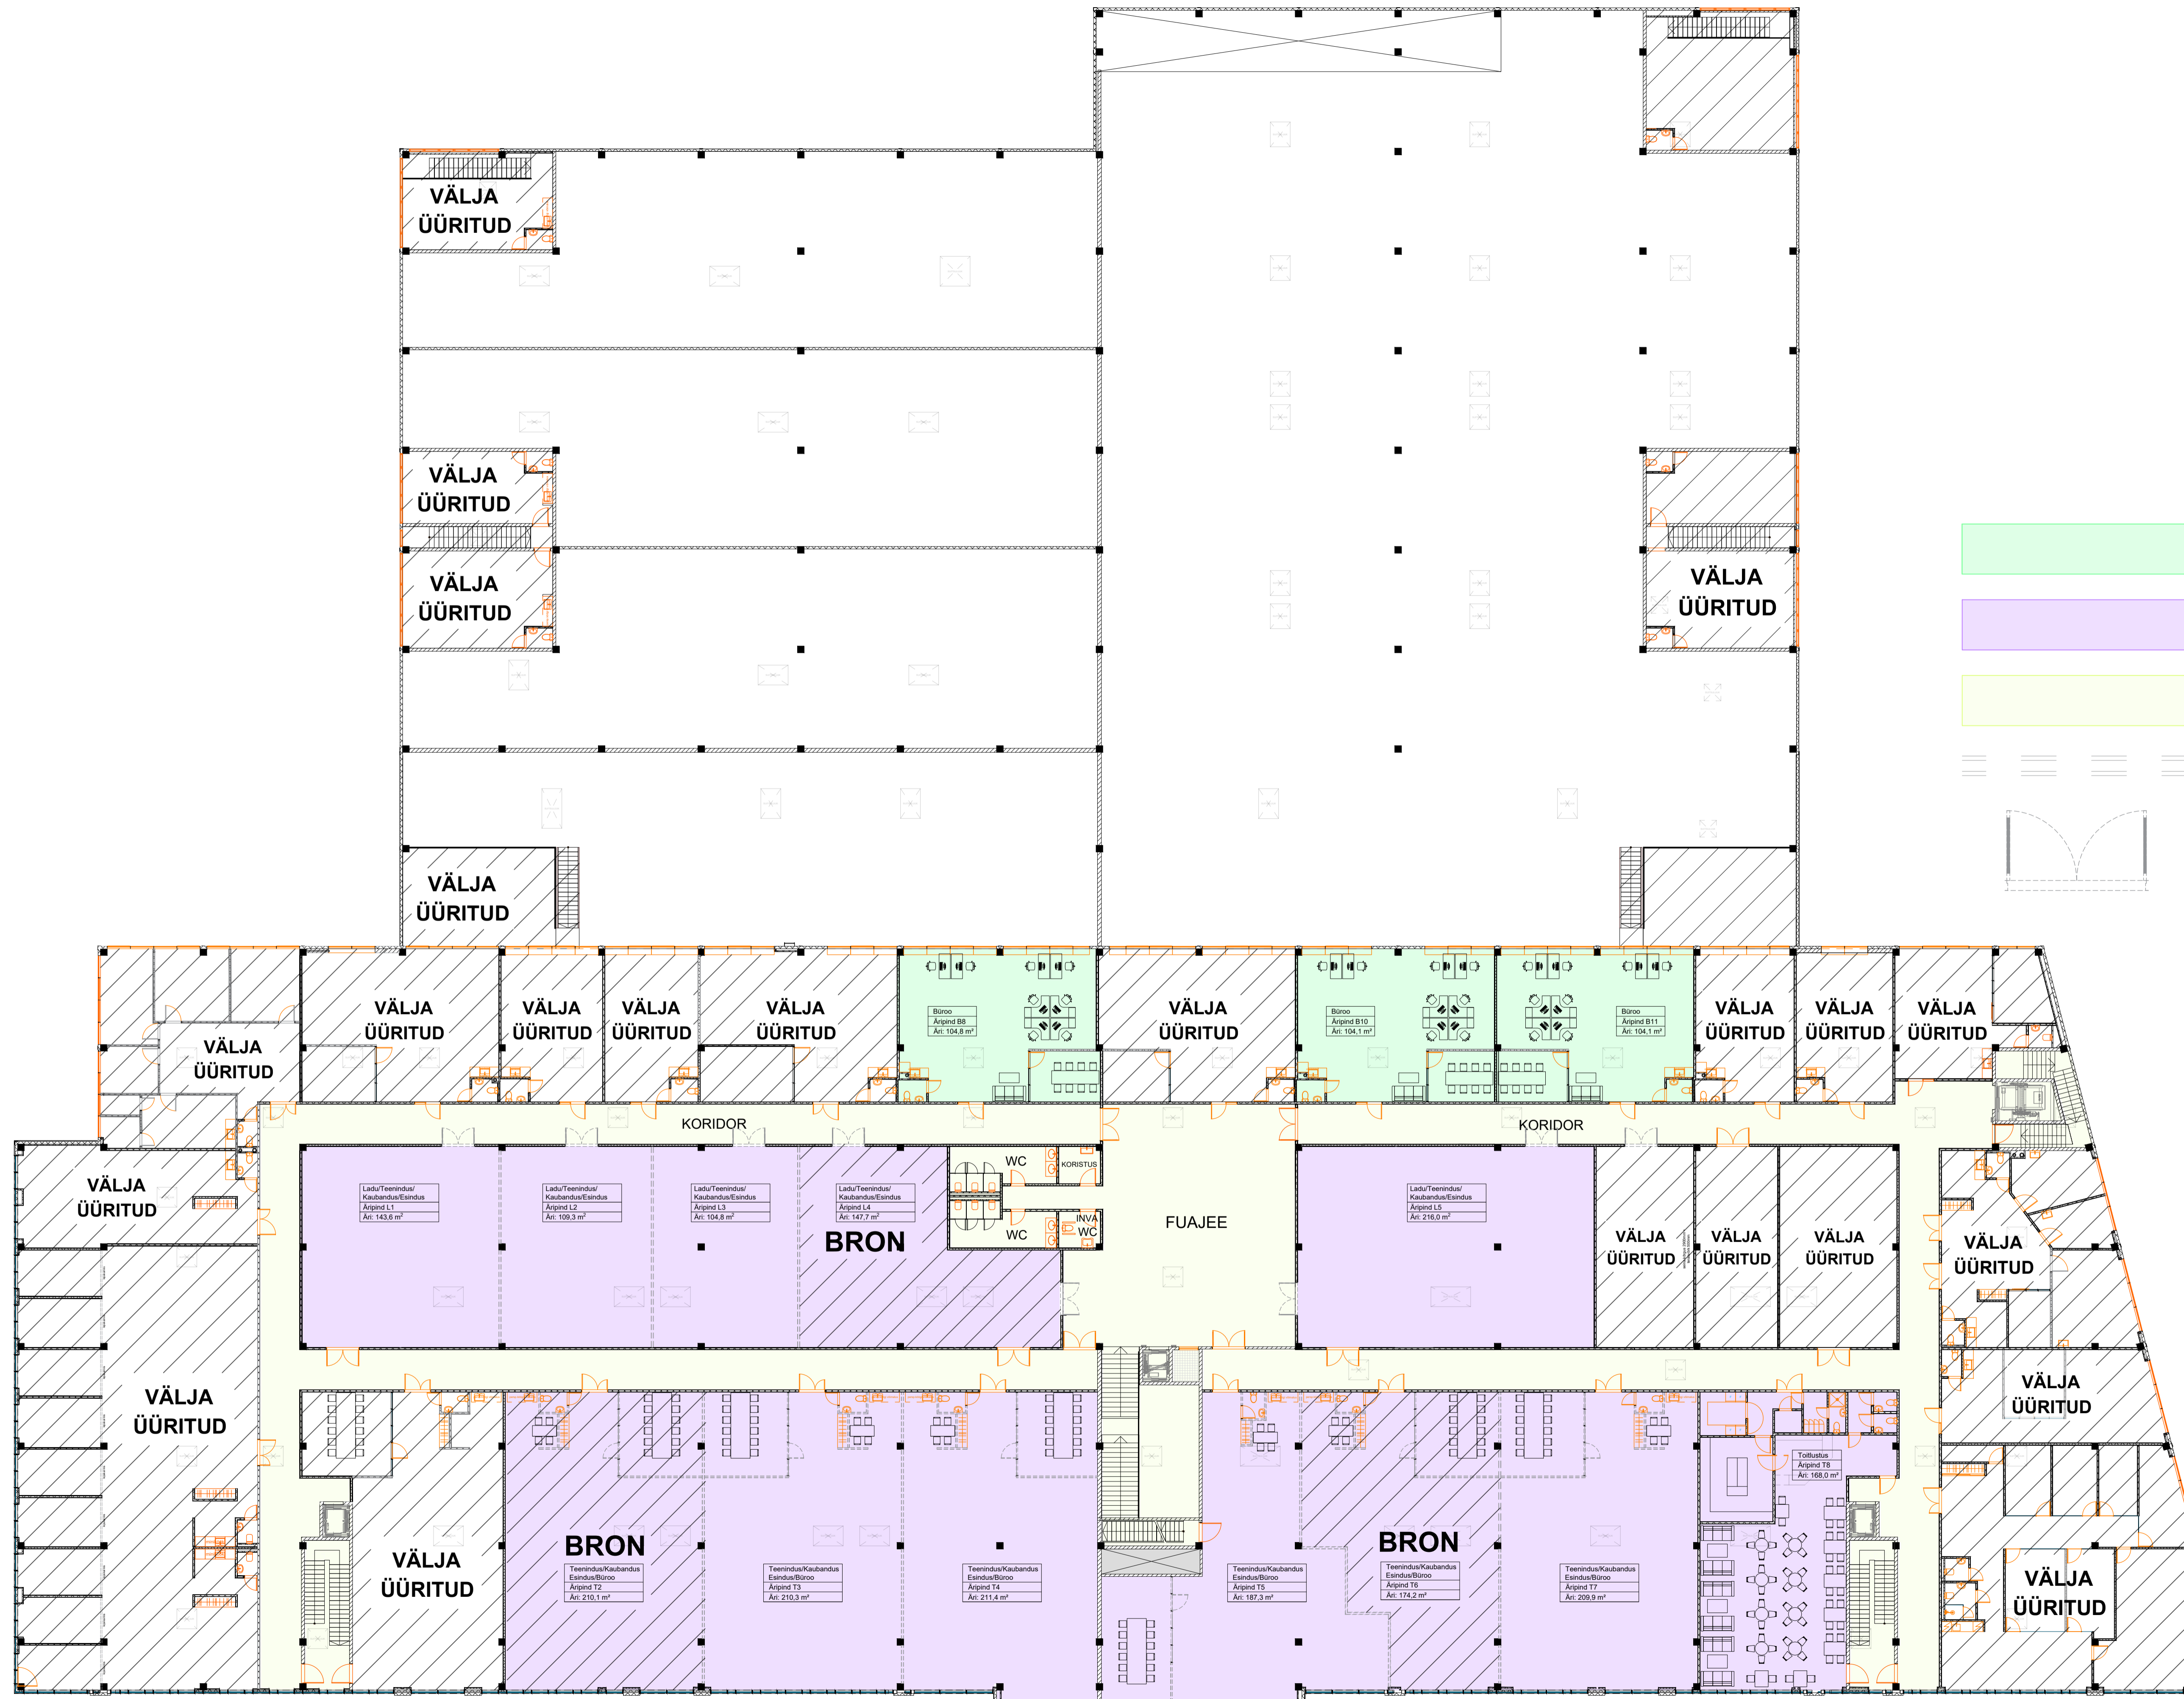 VÄLJA
ÜÜRITUD
VÄLJA
ÜÜRITUD
VÄLJA
ÜÜRITUD
VÄLJA
ÜÜRITUD
VÄLJA
ÜÜRITUD
VÄLJA
ÜÜRITUD
VÄLJA
ÜÜRITUD
VÄLJA
ÜÜRITUD
VÄLJA
ÜÜRITUD
VÄLJA
ÜÜRITUD
Büroo
Äripind B8
Äri: 104,8 m²
VÄLJA
ÜÜRITUD
Büroo
Äripind B10
Äri: 104,1 m²
Büroo
Äripind B11
Äri: 104,1 m²
VÄLJA
ÜÜRITUD
VÄLJA
ÜÜRITUD
VÄLJA
ÜÜRITUD
VÄLJA
ÜÜRITUD
KORIDOR
KORIDOR
VÄLJA
ÜÜRITUD
Ladu/Teenindus/
Kaubandus/Esindus
Äripind L1
Äri: 143,6 m²
Ladu/Teenindus/
Kaubandus/Esindus
Äripind L2
Äri: 109,3 m²
Ladu/Teenindus/
Kaubandus/Esindus
Äripind L3
Äri: 104,8 m²
Ladu/Teenindus/
Kaubandus/Esindus
Äripind L4
Äri: 147,7 m²
BRON
WC
KORISTUS
WC
INVA
WC
FUAJEE
Ladu/Teenindus/
Kaubandus/Esindus
Äripind L5
Äri: 216,0 m²
VÄLJA
ÜÜRITUD
VÄLJA
ÜÜRITUD
VÄLJA
ÜÜRITUD
VÄLJA
ÜÜRITUD
VÄLJA
ÜÜRITUD
VÄLJA
ÜÜRITUD
VÄLJA
ÜÜRITUD
BRON
Teenindus/Kaubandus
Esindus/Büroo
Äripind T2
Äri: 210,1 m²
Teenindus/Kaubandus
Esindus/Büroo
Äripind T3
Äri: 210,3 m²
Teenindus/Kaubandus
Esindus/Büroo
Äripind T4
Äri: 211,4 m²
Teenindus/Kaubandus
Esindus/Büroo
Äripind T5
Äri: 187,3 m²
BRON
Teenindus/Kaubandus
Esindus/Büroo
Äripind T6
Äri: 174,2 m²
Teenindus/Kaubandus
Esindus/Büroo
Äripind T7
Äri: 209,9 m²
Toitlustus
Äripind T8
Äri: 168,0 m²
VÄLJA
ÜÜRITUD